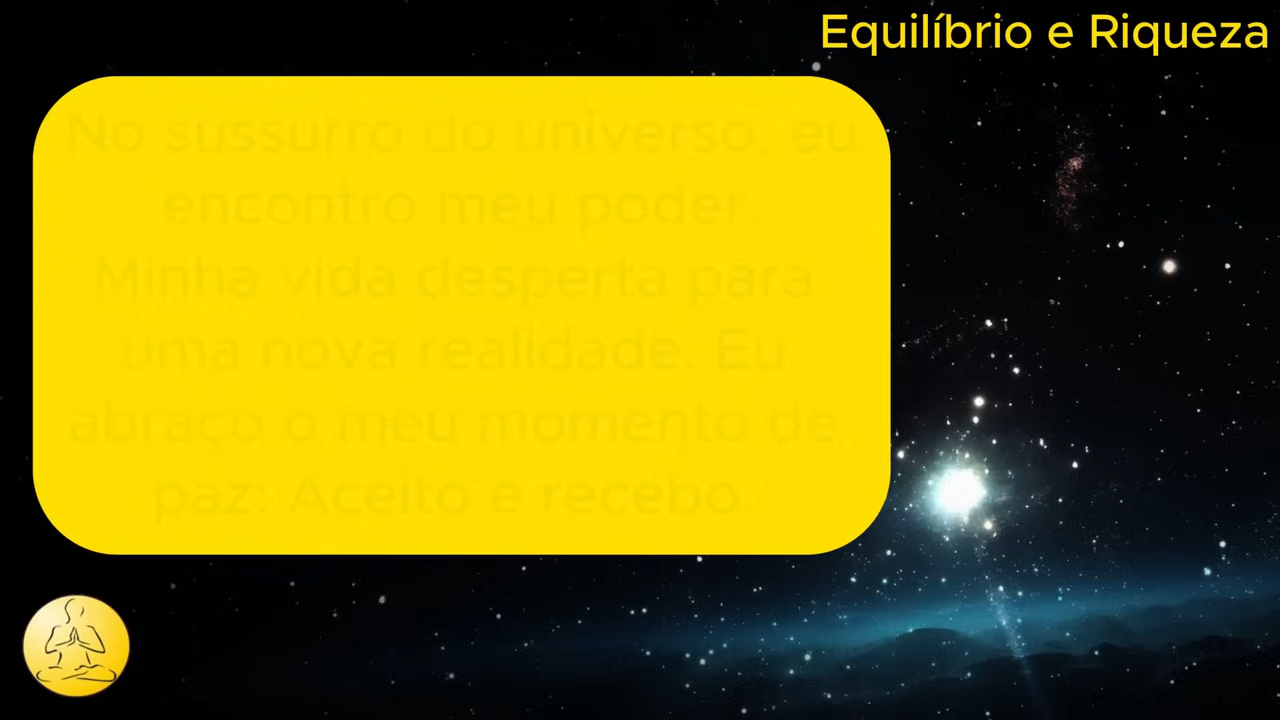 Equilíbrio e Riqueza
No sussurro do universo, eu
encontro meu poder.
Minha vida desperta para
uma nova realidade. Eu
abraço o meu momento de
paz. Aceito e recebo.